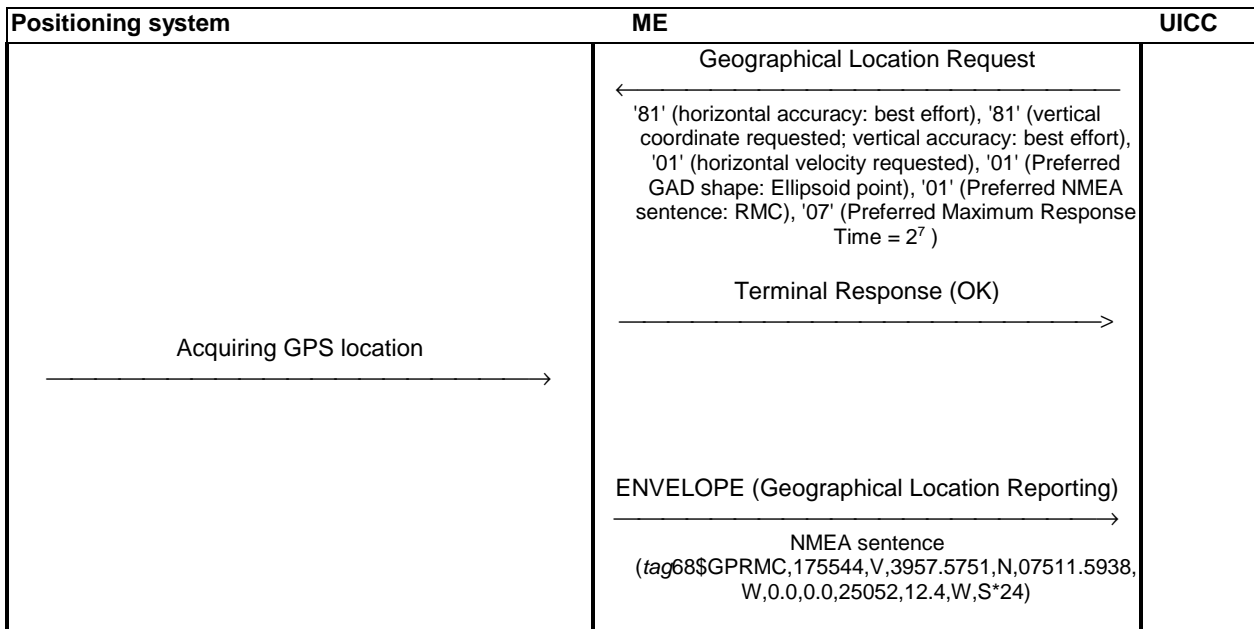 Positioning system ME UICC
Geographical Location Request
'81' (horizontal accuracy: best effort), '81' (vertical
coordinate requested; vertical accuracy: best effort),
'01' (horizontal velocity requested), '01' (Preferred
GAD shape: Ellipsoid point), '01' (Preferred NMEA
sentence: RMC), '07' (Preferred Maximum Response
Time = 2⁷ )
Terminal Response (OK)
Acquiring GPS location
ENVELOPE (Geographical Location Reporting)
NMEA sentence
(tag68$GPRMC,175544,V,3957.5751,N,07511.5938,
W,0.0,0.0,25052,12.4,W,S*24)